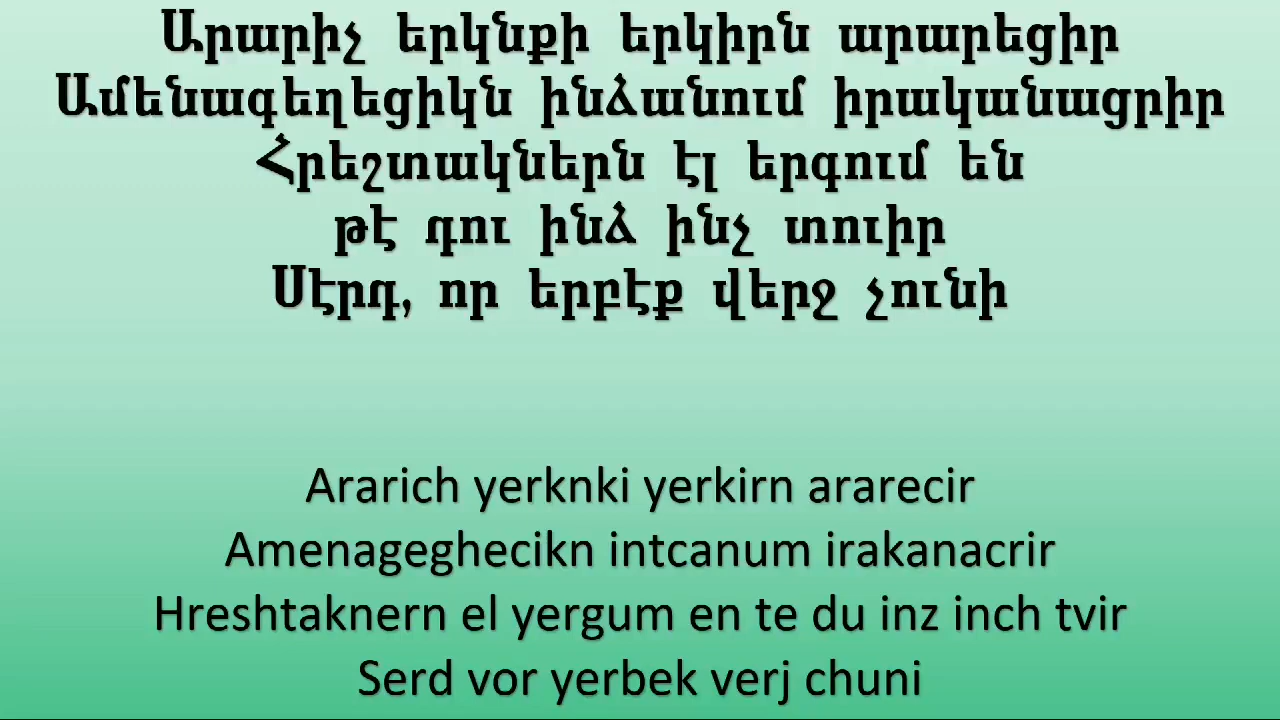 Արարիչ երկնքի երկիրն արարեցիր
Ամենագեղեցիկն ինձանում իրականացրիր
Հրեշտակներն էլ երգում են
թէ դու ինձ ինչ տուիր
Սէրդ, որ երբէք վերջ չունի
Ararich yerknki yerkirn ararecir
Amenageghecikn intcanum irakanacrir
Hreshtaknern el yergum en te du inz inch tvir
Serd vor yerbek verj chuni